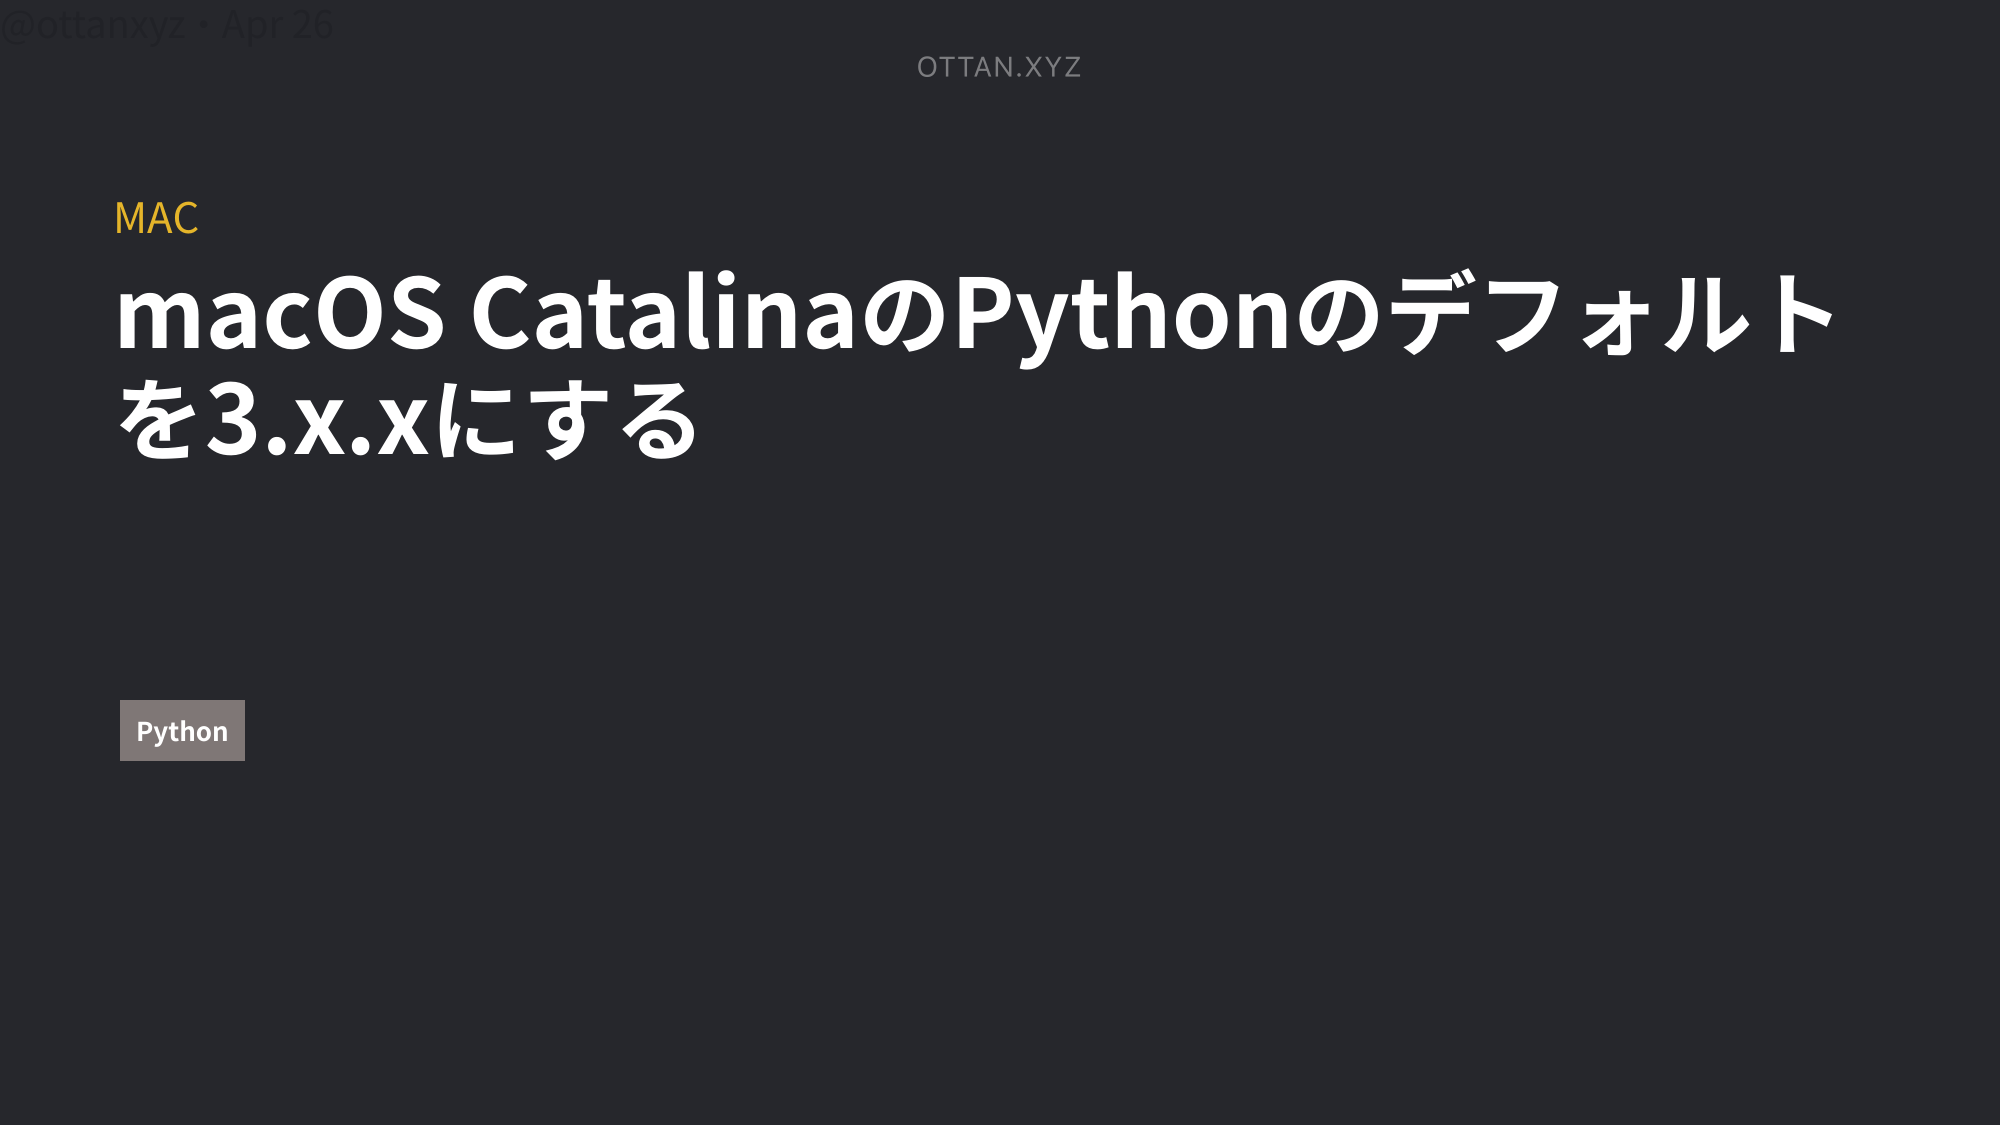 @ottanxyz・Apr 26
OTTAN.XYZ
MAC
macOS CatalinaのPythonのデフォルト
を3.x.xにする
Python